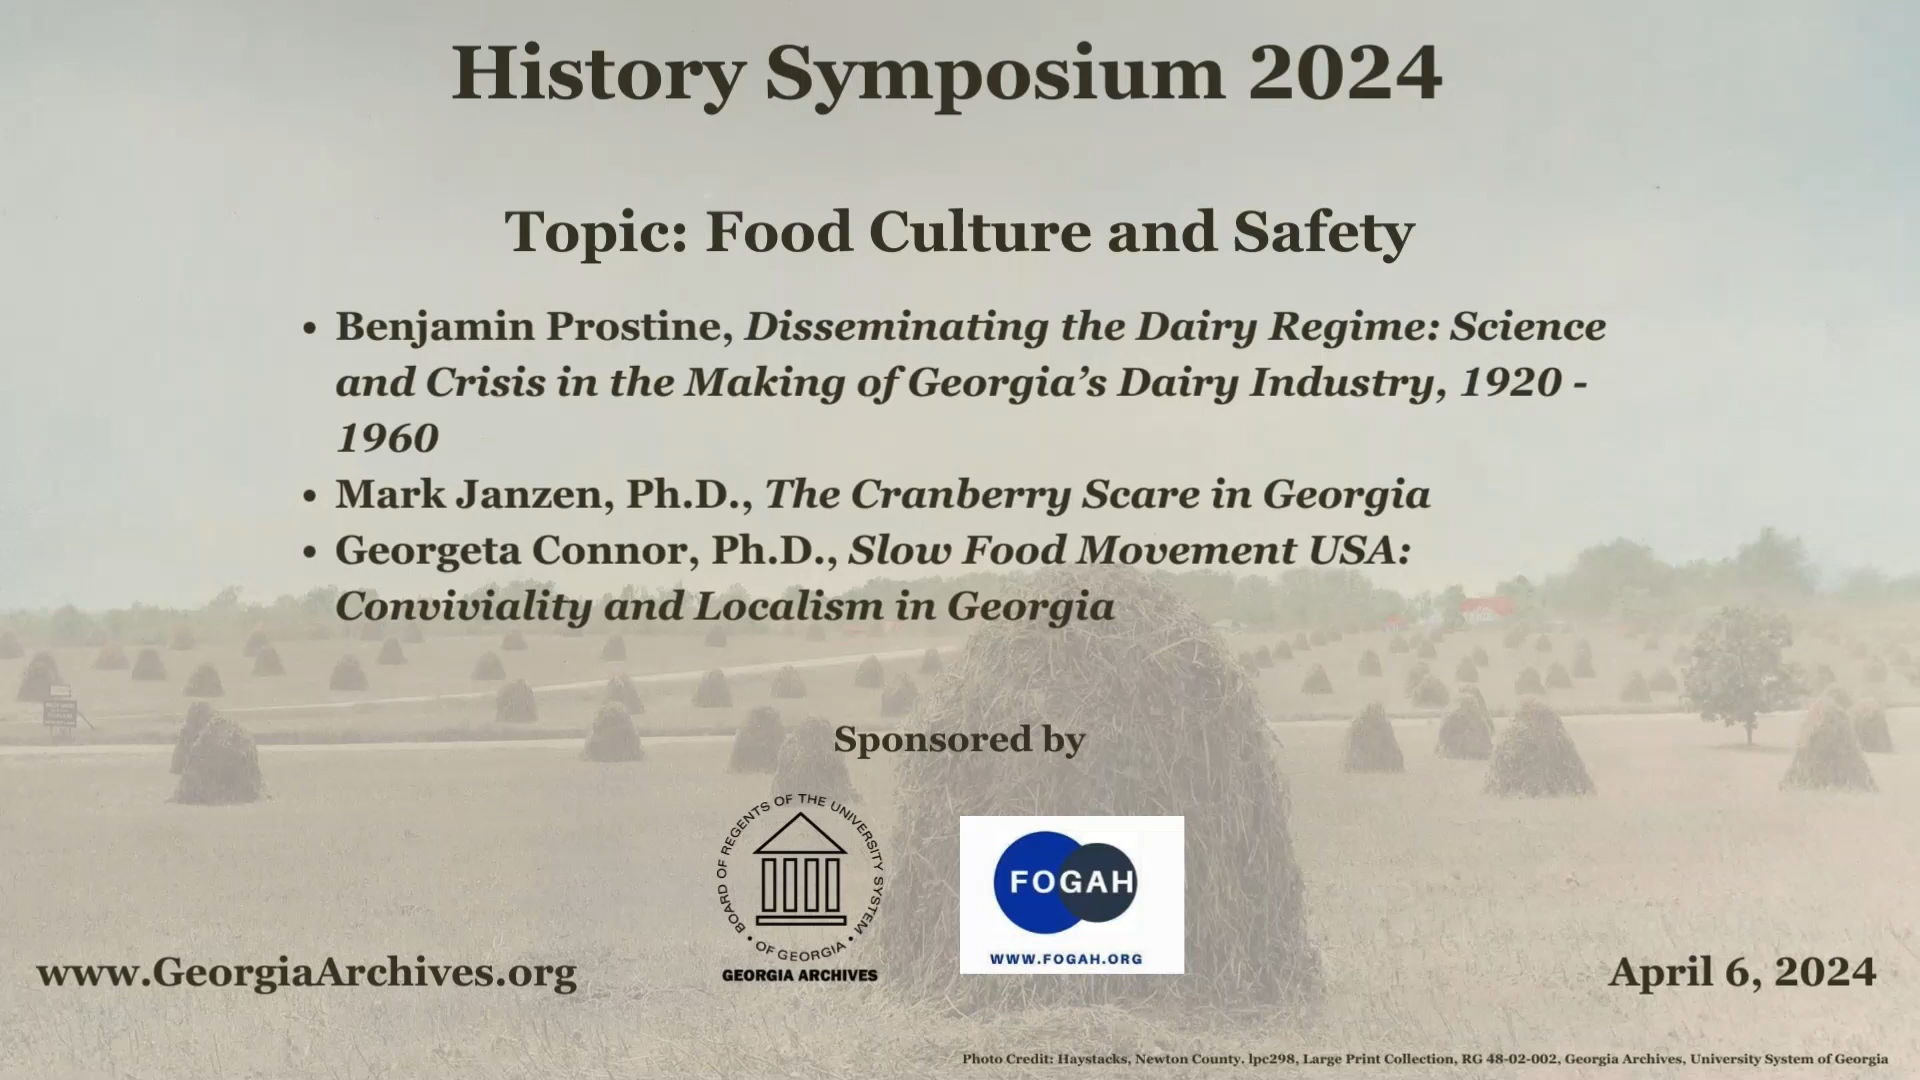 History Symposium 2024
Topic: Food Culture and Safety
• Benjamin Prostine, Disseminating the Dairy Regime: Science
and Crisis in the Making of Georgia's Dairy Industry, 1920 -
1960
• Mark Janzen, Ph.D., The Cranberry Scare in Georgia
• Georgeta Connor, Ph.D., Slow Food Movement USA:
Conviviality and Localism in Georgia
Sponsored by
BOARD OF REGENTS OF THE UNIVERSITY SYSTEM
• OF GEORGIA •
GEORGIA ARCHIVES
FOGAH
WWW.FOGAH.ORG
www.GeorgiaArchives.org
April 6, 2024
Photo Credit: Haystacks, Newton County. lpc298, Large Print Collection, RG 48-02-002, Georgia Archives, University System of Georgia